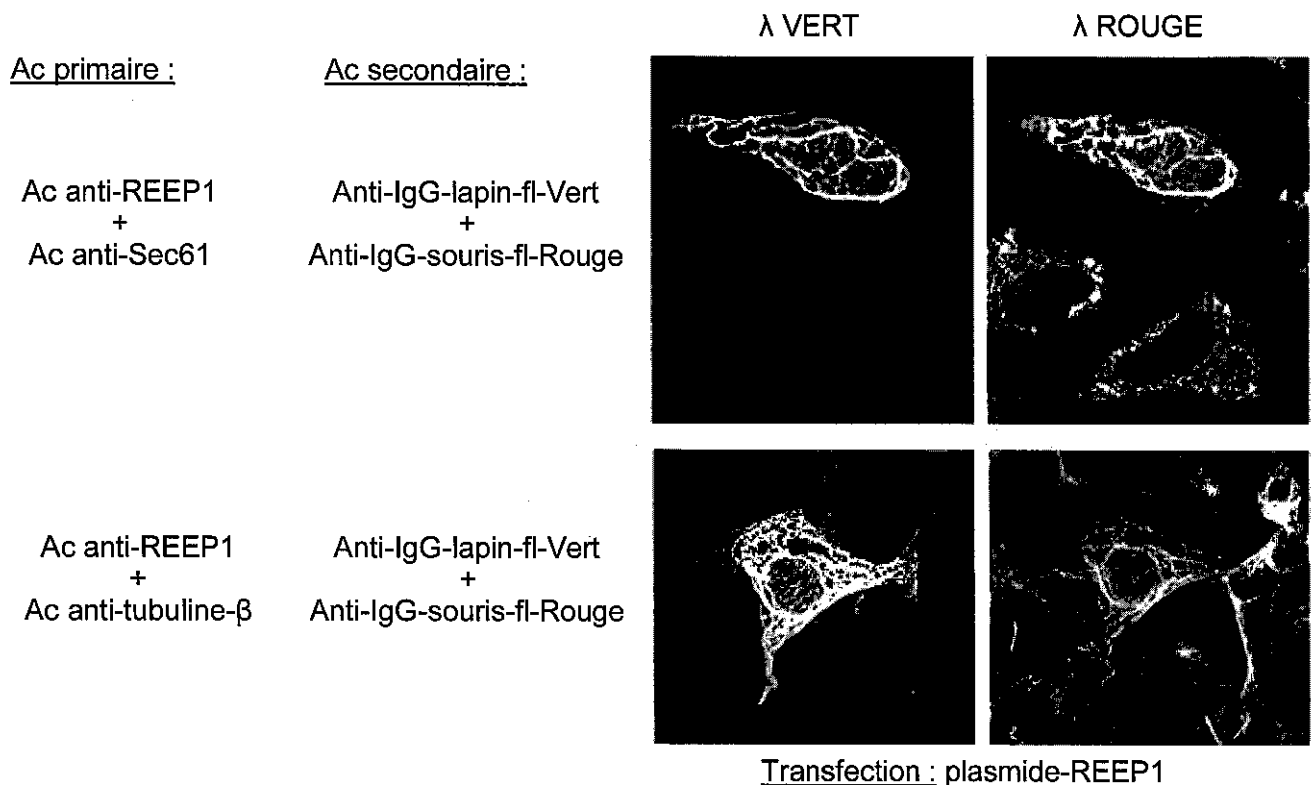 λ VERT
λ ROUGE
Ac primaire :
Ac secondaire :
Ac anti-REEP1
+
Ac anti-Sec61
Anti-IgG-lapin-fl-Vert
+
Anti-IgG-souris-fl-Rouge
Ac anti-REEP1
+
Ac anti-tubuline-β
Anti-IgG-lapin-fl-Vert
+
Anti-IgG-souris-fl-Rouge
Transfection : plasmide-REEP1